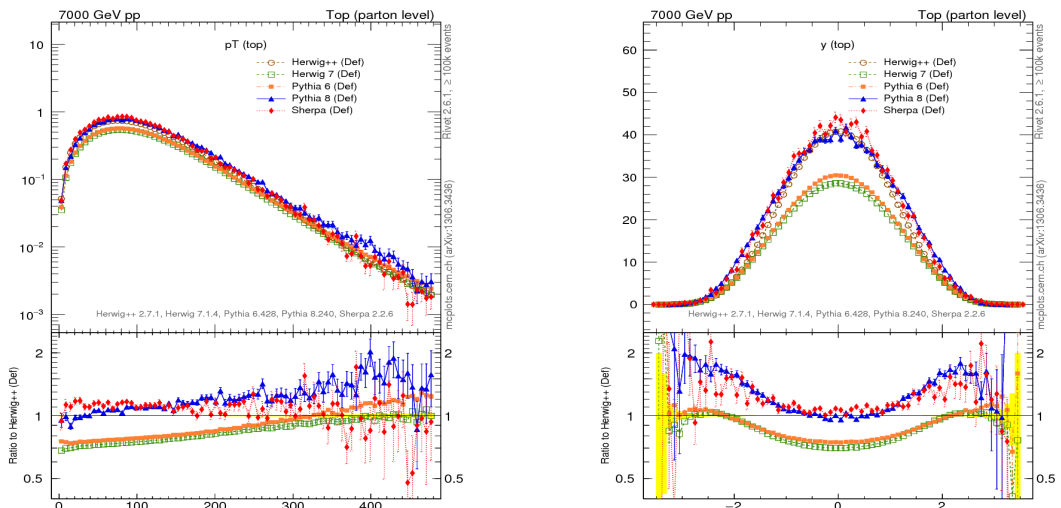 7000 GeV pp Top (parton level)
pT (top)
Herwig++ (Def)
Herwig 7 (Def)
Pythia 6 (Def)
Pythia 8 (Def)
Sherpa (Def)
10
1
10⁻¹
10⁻²
10⁻³
Herwig++ 2.7.1, Herwig 7.1.4, Pythia 6.428, Pythia 8.240, Sherpa 2.2.6
Rivet 2.6.1, ≥ 100k events
mcplots.cern.ch (arXiv:1306.3436)
Ratio to Herwig++ (Def)
2 2
1 1
0.5 0.5
0 100 200 300 400
7000 GeV pp Top (parton level)
y (top)
Herwig++ (Def)
Herwig 7 (Def)
Pythia 6 (Def)
Pythia 8 (Def)
Sherpa (Def)
60
50
40
30
20
10
0
Herwig++ 2.7.1, Herwig 7.1.4, Pythia 6.428, Pythia 8.240, Sherpa 2.2.6
Rivet 2.6.1, ≥ 100k events
mcplots.cern.ch (arXiv:1306.3436)
Ratio to Herwig++ (Def)
2 2
1 1
0.5 0.5
−2 0 2